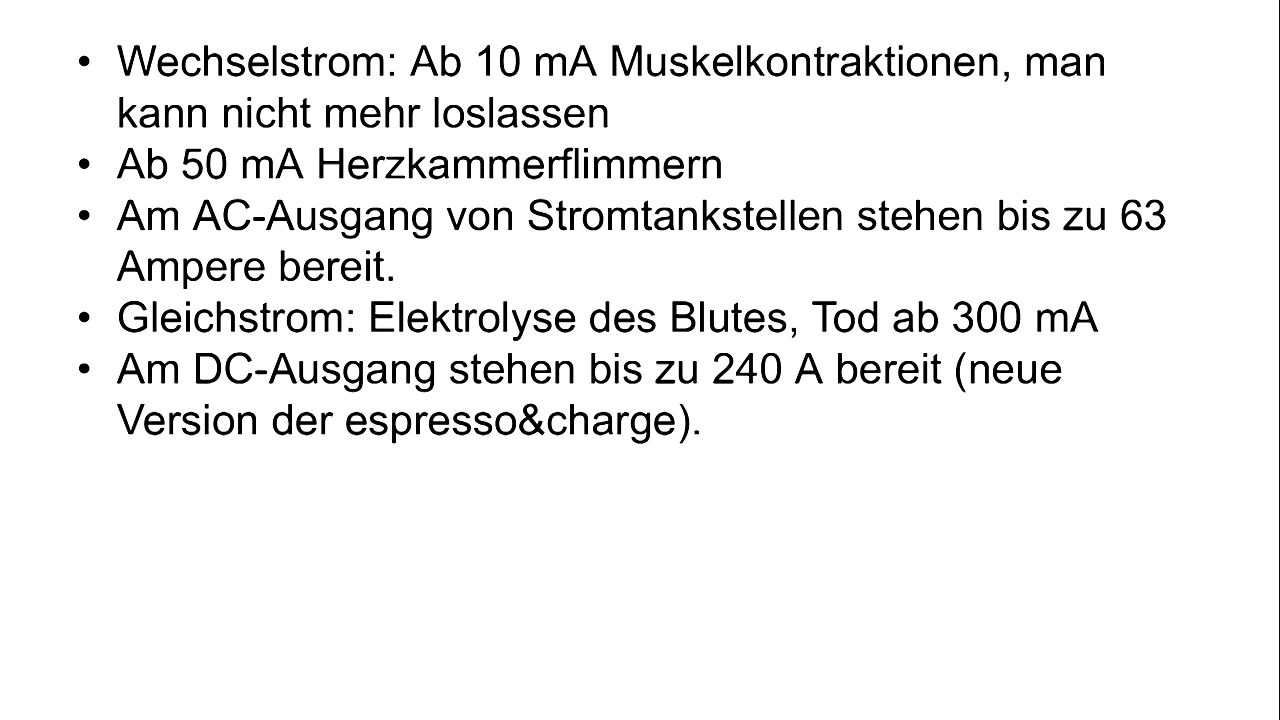 • Wechselstrom: Ab 10 mA Muskelkontraktionen, man
kann nicht mehr loslassen
• Ab 50 mA Herzkammerflimmern
• Am AC-Ausgang von Stromtankstellen stehen bis zu 63
Ampere bereit.
• Gleichstrom: Elektrolyse des Blutes, Tod ab 300 mA
• Am DC-Ausgang stehen bis zu 240 A bereit (neue
Version der espresso&charge).